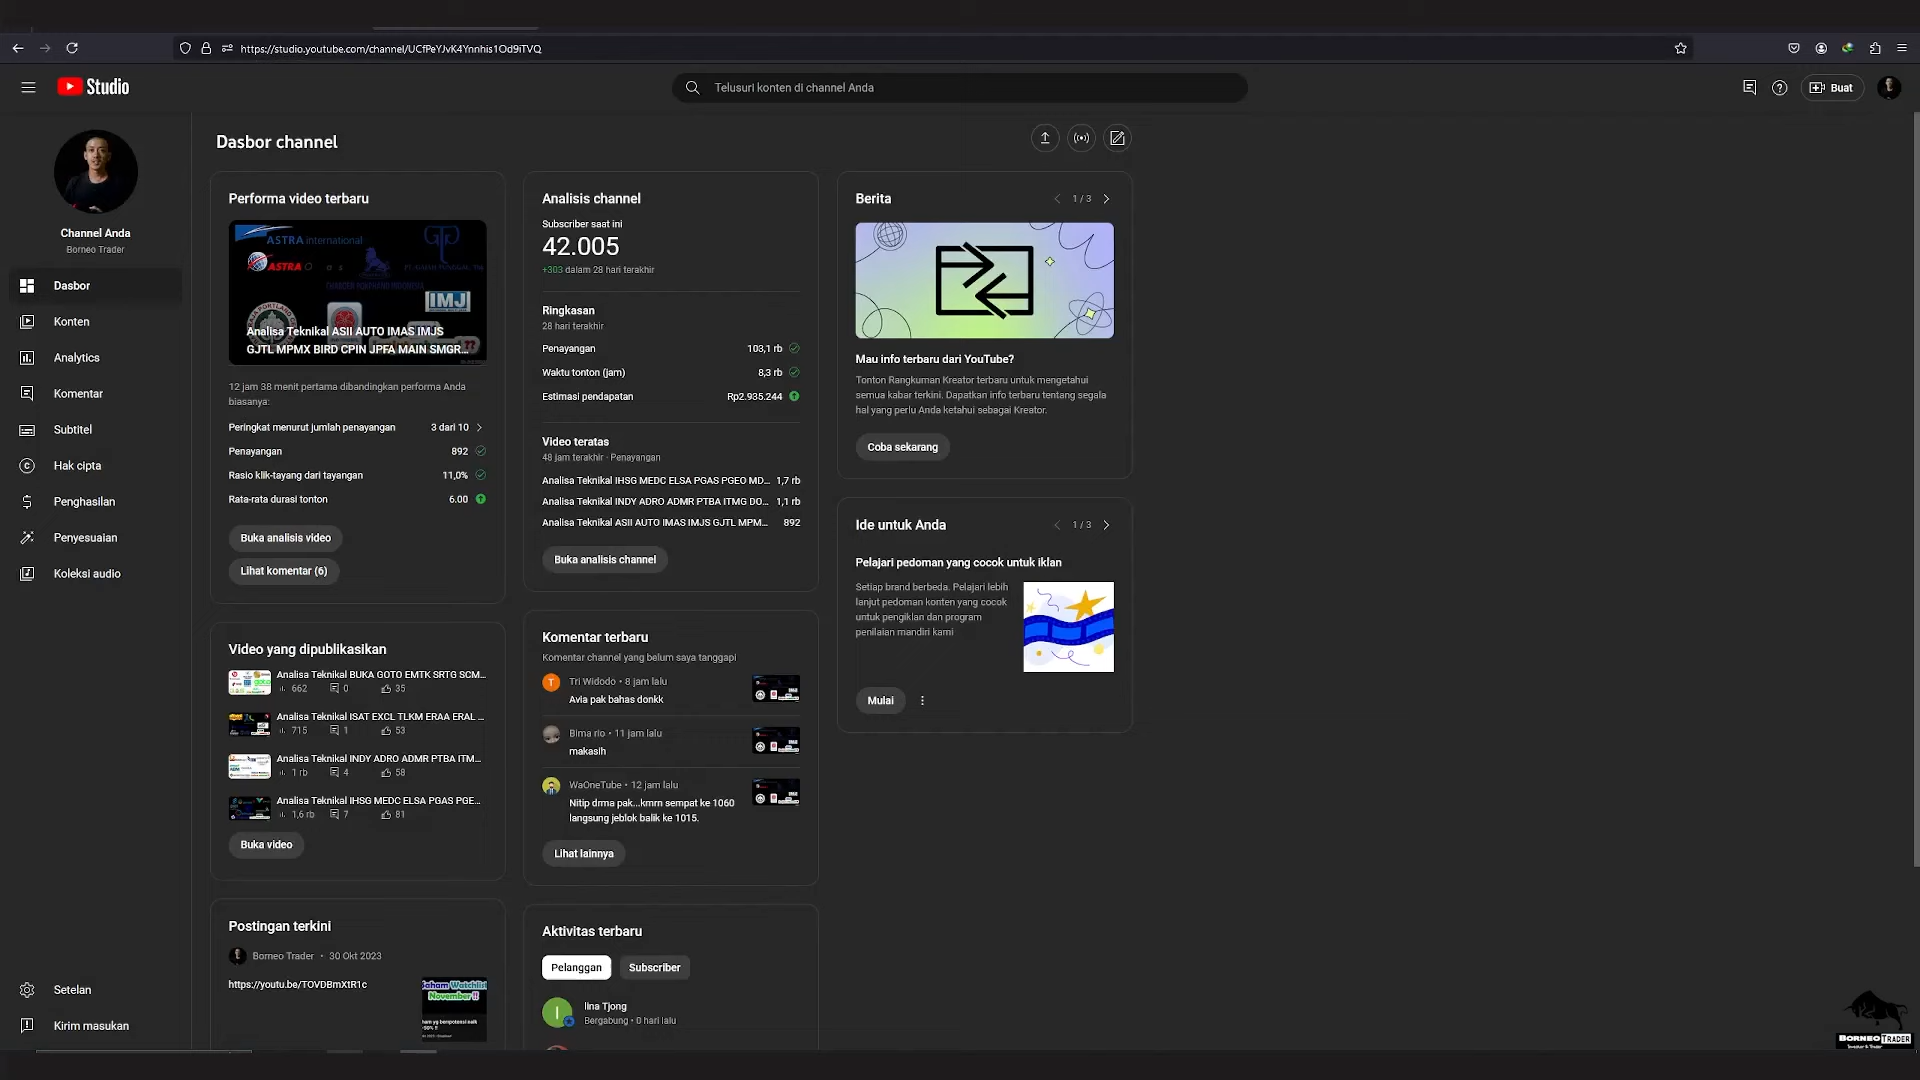 https://studio.youtube.com/channel/UCfPeYJvK4Ynnhis1Od9iTVQ
Studio
Telusuri konten di channel Anda
Buat
Channel Anda
Borneo Trader
Dasbor
Konten
Analytics
Komentar
Subtitel
Hak cipta
Penghasilan
Penyesuaian
Koleksi audio
Setelan
Kirim masukan
Dasbor channel
Performa video terbaru
ASTRA international
ASTRA
IMJ
Analisa Teknikal ASII AUTO IMAS IMJS
GJTL MPMX BIRD CPIN JPFA MAIN SMGR...
12 jam 38 menit pertama dibandingkan performa Anda
biasanya:
Peringkat menurut jumlah penayangan 3 dari 10
Penayangan 892
Rasio klik-tayang dari tayangan 11,0%
Rata-rata durasi tonton 6.00
Buka analisis video
Lihat komentar (6)
Video yang dipublikasikan
Analisa Teknikal BUKA GOTO EMTK SRTG SCM...
662 0 35
Analisa Teknikal ISAT EXCL TLKM ERAA ERAL ...
715 1 53
Analisa Teknikal INDY ADRO ADMR PTBA ITM...
1 rb 4 58
Analisa Teknikal IHSG MEDC ELSA PGAS PGE...
1,6 rb 7 81
Buka video
Postingan terkini
Borneo Trader • 30 Okt 2023
https://youtu.be/TOVDBmXtR1c
Saham Watchlist
November!!
Analisis channel
Subscriber saat ini
42.005
+303 dalam 28 hari terakhir
Ringkasan
28 hari terakhir
Penayangan 103,1 rb
Waktu tonton (jam) 8,3 rb
Estimasi pendapatan Rp2.935.244
Video teratas
48 jam terakhir · Penayangan
Analisa Teknikal IHSG MEDC ELSA PGAS PGEO MD... 1,7 rb
Analisa Teknikal INDY ADRO ADMR PTBA ITMG DO... 1,1 rb
Analisa Teknikal ASII AUTO IMAS IMJS GJTL MPM... 892
Buka analisis channel
Komentar terbaru
Komentar channel yang belum saya tanggapi
T
Tri Widodo • 8 jam lalu
Avia pak bahas donkk
Bima rio • 11 jam lalu
makasih
WaOneTube • 12 jam lalu
Nitip drma pak...kmrn sempat ke 1060
langsung jeblok balik ke 1015.
Lihat lainnya
Aktivitas terbaru
Pelanggan Subscriber
Iina Tjong
Bergabung • 0 hari lalu
Berita
1 / 3
Mau info terbaru dari YouTube?
Tonton Rangkuman Kreator terbaru untuk mengetahui
semua kabar terkini. Dapatkan info terbaru tentang segala
hal yang perlu Anda ketahui sebagai Kreator.
Coba sekarang
Ide untuk Anda
1 / 3
Pelajari pedoman yang cocok untuk iklan
Setiap brand berbeda. Pelajari lebih
lanjut pedoman konten yang cocok
untuk pengiklan dan program
penilaian mandiri kami
Mulai
BORNEO TRADER